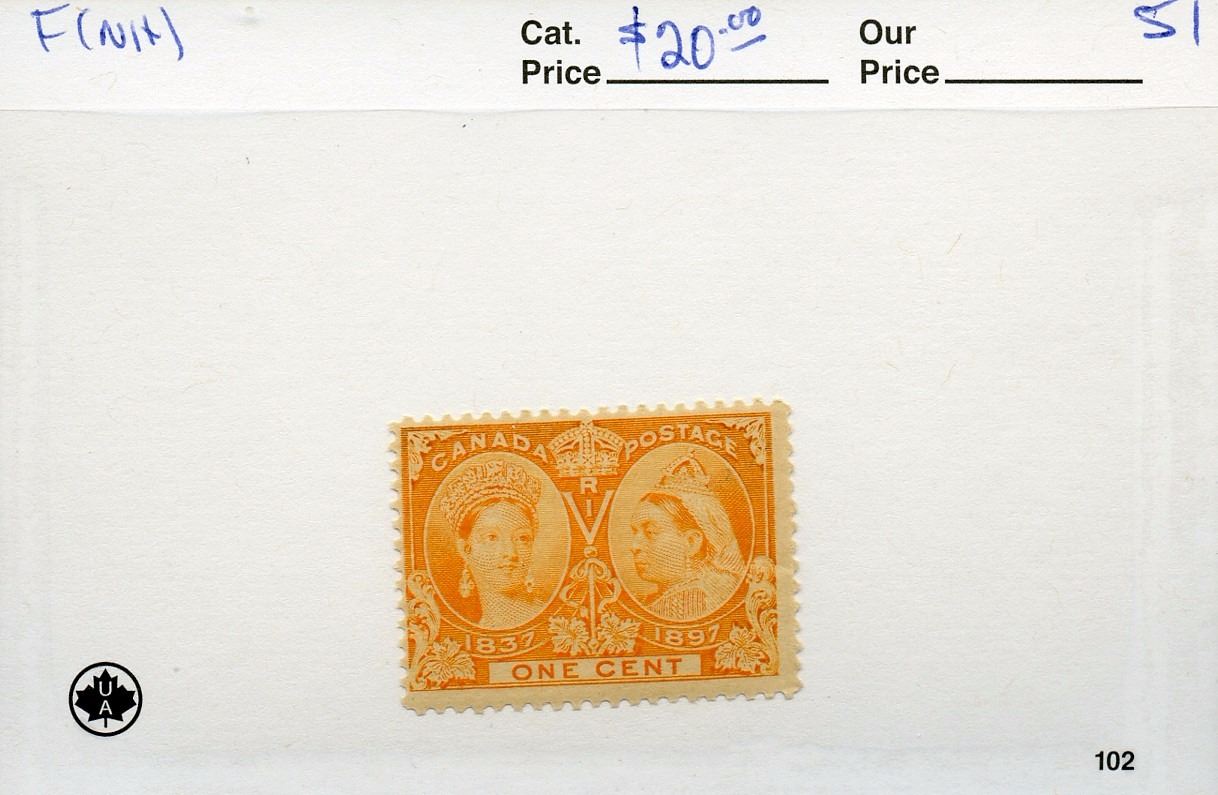 F (NH)
Cat. $20.00 Our 51
Price Price
CANADA POSTAGE
R
I
V
1837 1897
ONE CENT
U
A
102